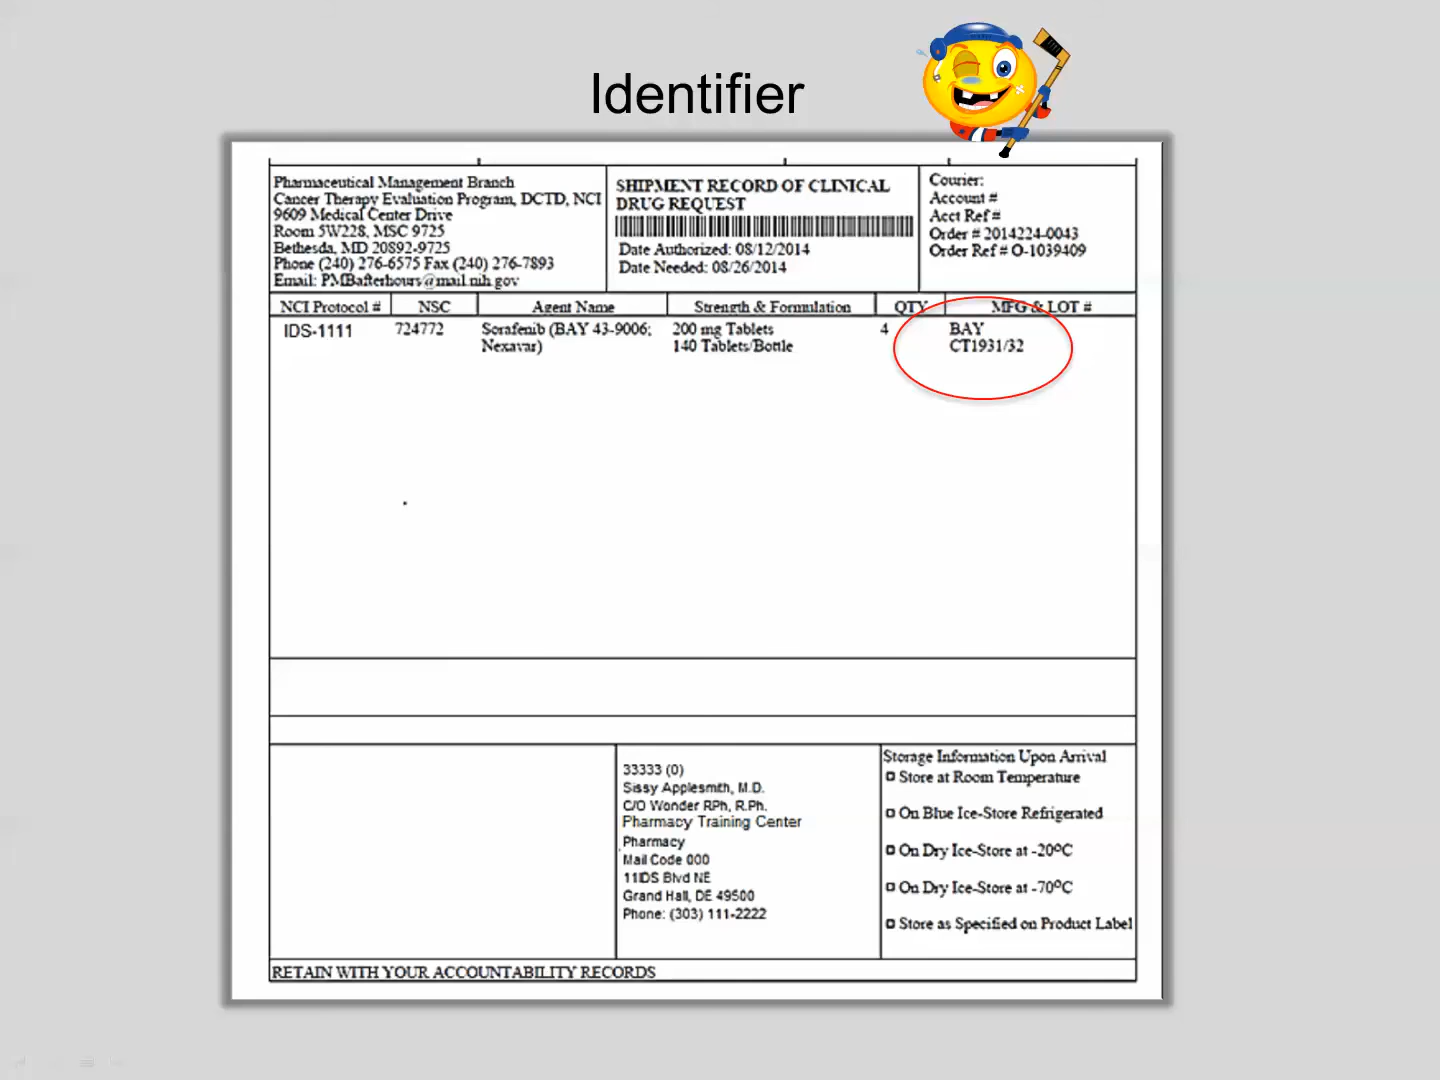 Identifier
Pharmaceutical Management Branch
Cancer Therapy Evaluation Program, DCTD, NCI
9609 Medical Center Drive
Room 5W228, MSC 9725
Bethesda, MD 20892-9725
Phone (240) 276-6575 Fax (240) 276-7893
Email: PMBafterhours@mail.nih.gov
SHIPMENT RECORD OF CLINICAL
DRUG REQUEST
Date Authorized: 08/12/2014
Date Needed: 08/26/2014
Courier:
Account #
Acct Ref #
Order # 2014224-0043
Order Ref # O-1039409
NCI Protocol # NSC Agent Name Strength & Formulation QTY MFG & LOT #
IDS-1111 724772 Sorafenib (BAY 43-9006; 200 mg Tablets 4 BAY
Nexavar) 140 Tablets/Bottle CT1931/32
33333 (0)
Sissy Applesmith, M.D.
C/O Wonder RPh, R.Ph.
Pharmacy Training Center
Pharmacy
Mail Code 000
11IDS Blvd NE
Grand Hall, DE 49500
Phone: (303) 111-2222
Storage Information Upon Arrival
Store at Room Temperature
On Blue Ice-Store Refrigerated
On Dry Ice-Store at -20°C
On Dry Ice-Store at -70°C
Store as Specified on Product Label
RETAIN WITH YOUR ACCOUNTABILITY RECORDS